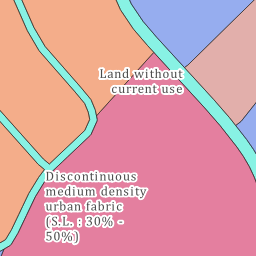 Land without
current use
Discontinuous
medium density
urban fabric
(S.L. : 30% -
50%)